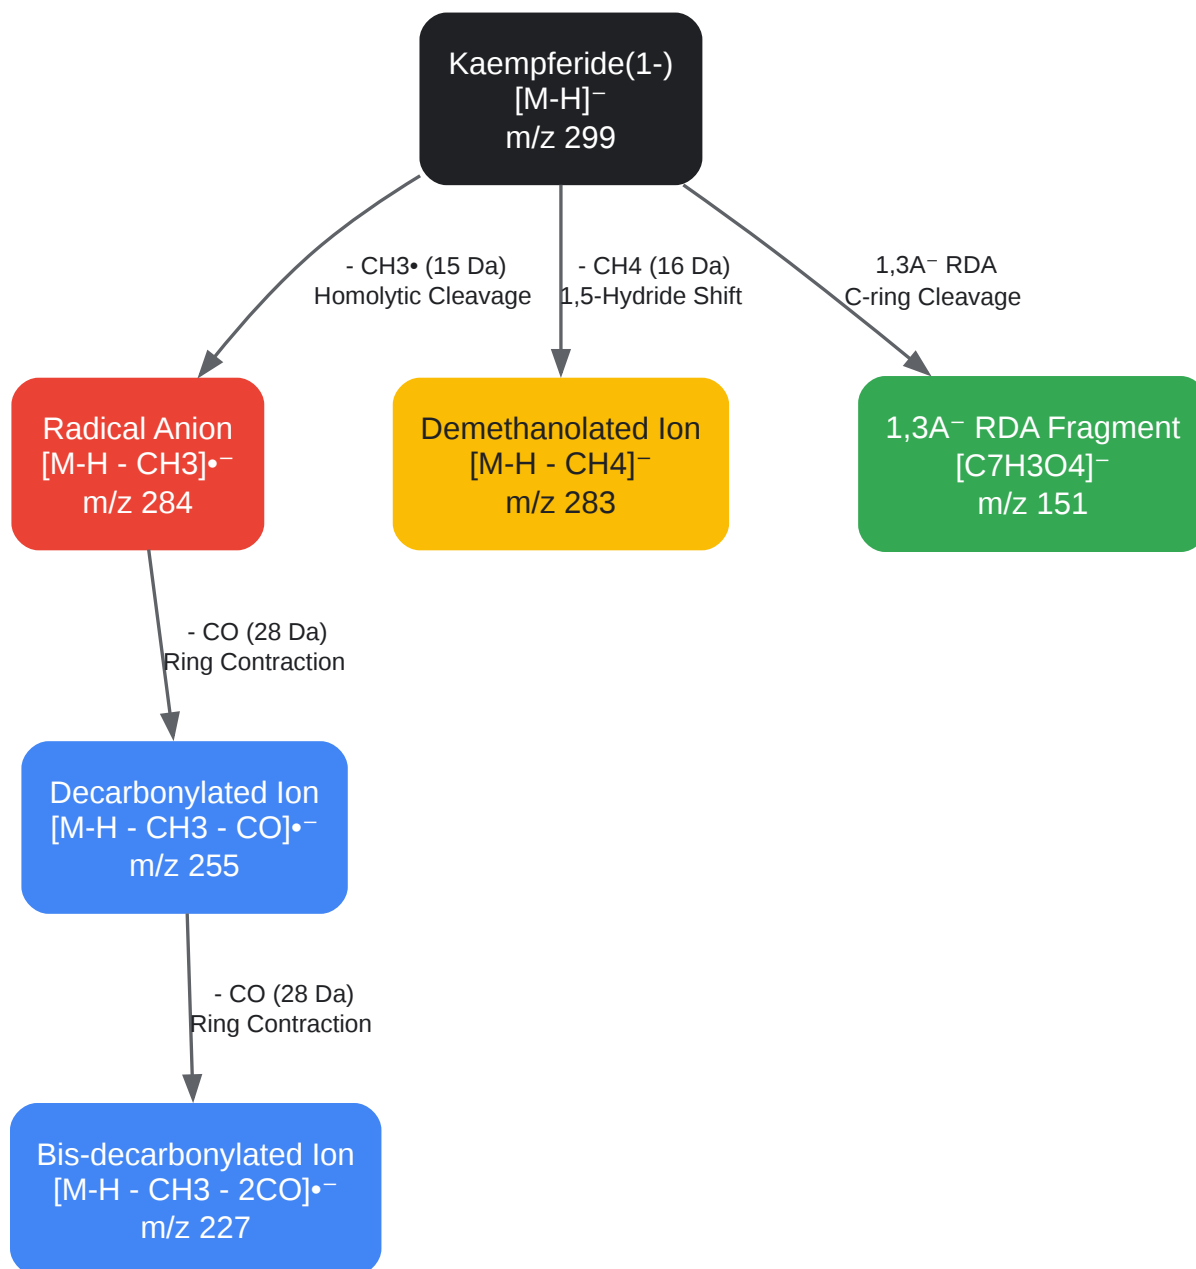 Kaempferide(1-)
[M-H]⁻
m/z 299
- CH3• (15 Da)
Homolytic Cleavage
- CH4 (16 Da)
1,5-Hydride Shift
1,3A⁻ RDA
C-ring Cleavage
Radical Anion
[M-H - CH3]•⁻
m/z 284
Demethanolated Ion
[M-H - CH4]⁻
m/z 283
1,3A⁻ RDA Fragment
[C7H3O4]⁻
m/z 151
- CO (28 Da)
Ring Contraction
Decarbonylated Ion
[M-H - CH3 - CO]•⁻
m/z 255
- CO (28 Da)
Ring Contraction
Bis-decarbonylated Ion
[M-H - CH3 - 2CO]•⁻
m/z 227